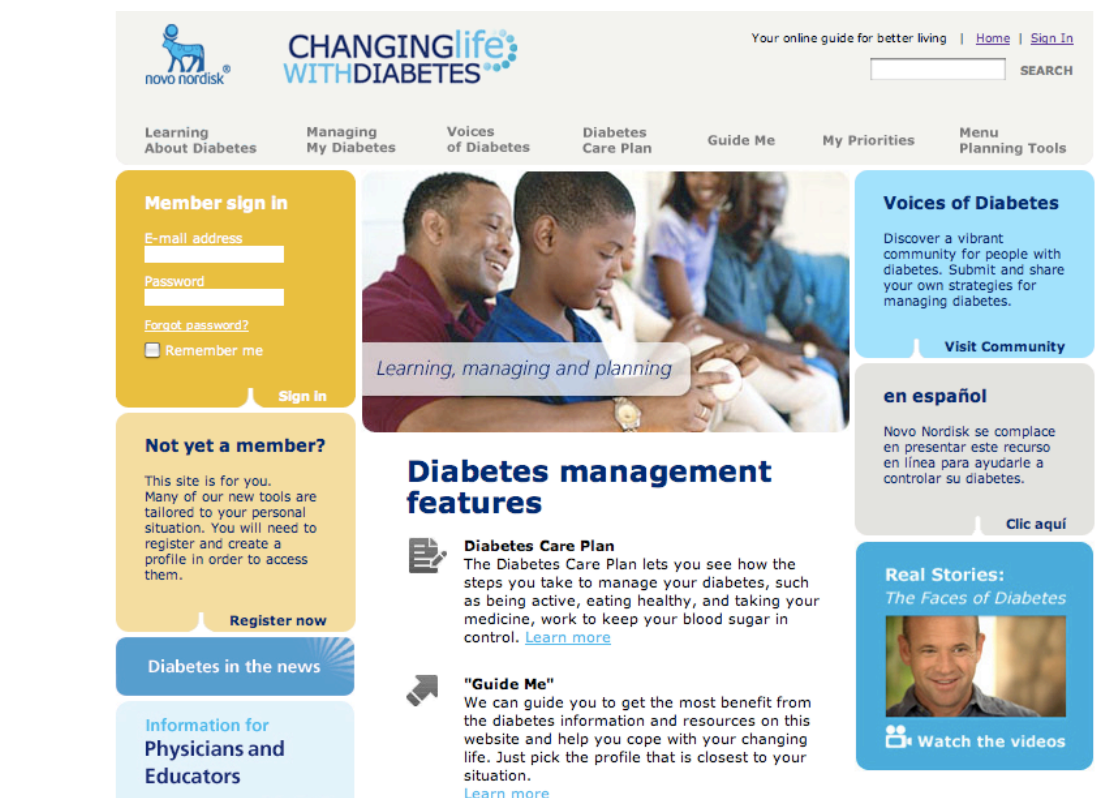 novo nordisk®
CHANGINGlife
WITHDIABETES
Your online guide for better living | Home | Sign In
SEARCH
Learning
About Diabetes
Managing
My Diabetes
Voices
of Diabetes
Diabetes
Care Plan
Guide Me
My Priorities
Menu
Planning Tools
Member sign in
E-mail address
Password
Forgot password?
Remember me
Sign in
Not yet a member?
This site is for you.
Many of our new tools are
tailored to your personal
situation. You will need to
register and create a
profile in order to access
them.
Register now
Diabetes in the news
Information for
Physicians and
Educators
Learning, managing and planning
Diabetes management
features
Diabetes Care Plan
The Diabetes Care Plan lets you see how the
steps you take to manage your diabetes, such
as being active, eating healthy, and taking your
medicine, work to keep your blood sugar in
control. Learn more
"Guide Me"
We can guide you to get the most benefit from
the diabetes information and resources on this
website and help you cope with your changing
life. Just pick the profile that is closest to your
situation.
Learn more
Voices of Diabetes
Discover a vibrant
community for people with
diabetes. Submit and share
your own strategies for
managing diabetes.
Visit Community
en español
Novo Nordisk se complace
en presentar este recurso
en línea para ayudarle a
controlar su diabetes.
Clic aquí
Real Stories:
The Faces of Diabetes
Watch the videos